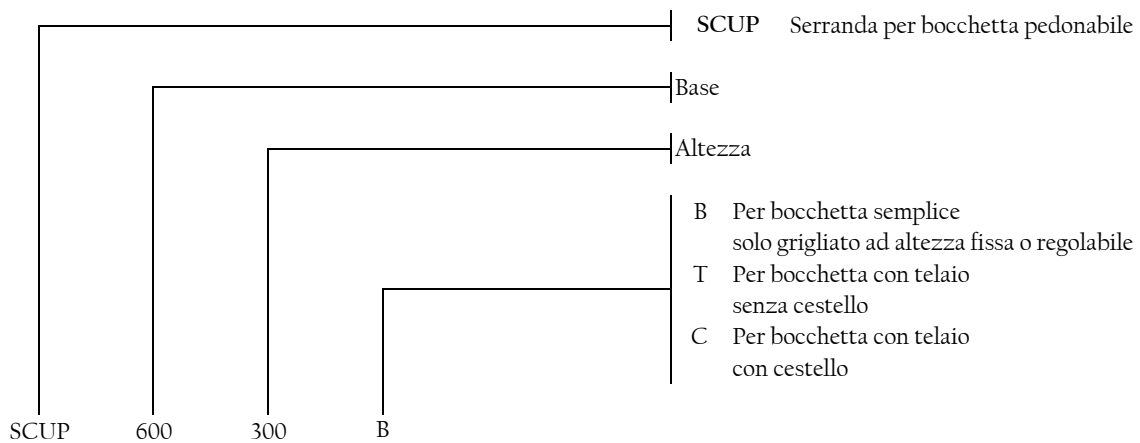 SCUP Serranda per bocchetta pedonabile
Base
Altezza
B Per bocchetta semplice
solo grigliato ad altezza fissa o regolabile
T Per bocchetta con telaio
senza cestello
C Per bocchetta con telaio
con cestello
SCUP 600 300 B